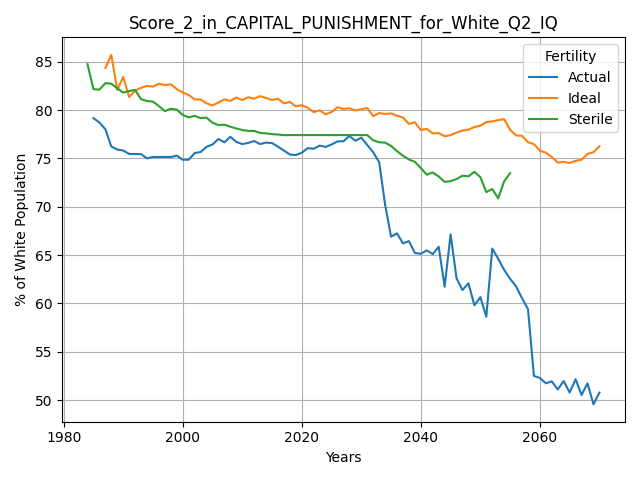 Score_2_in_CAPITAL_PUNISHMENT_for_White_Q2_IQ
Fertility
Actual
Ideal
Sterile
% of White Population
85
80
75
70
65
60
55
50
1980
2000
2020
2040
2060
Years